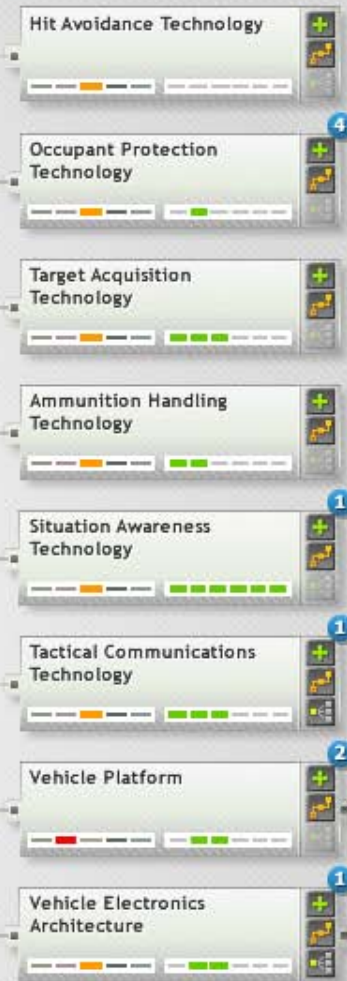 Hit Avoidance Technology
4
Occupant Protection
Technology
Target Acquisition
Technology
Ammunition Handling
Technology
1
Situation Awareness
Technology
1
Tactical Communications
Technology
2
Vehicle Platform
1
Vehicle Electronics
Architecture